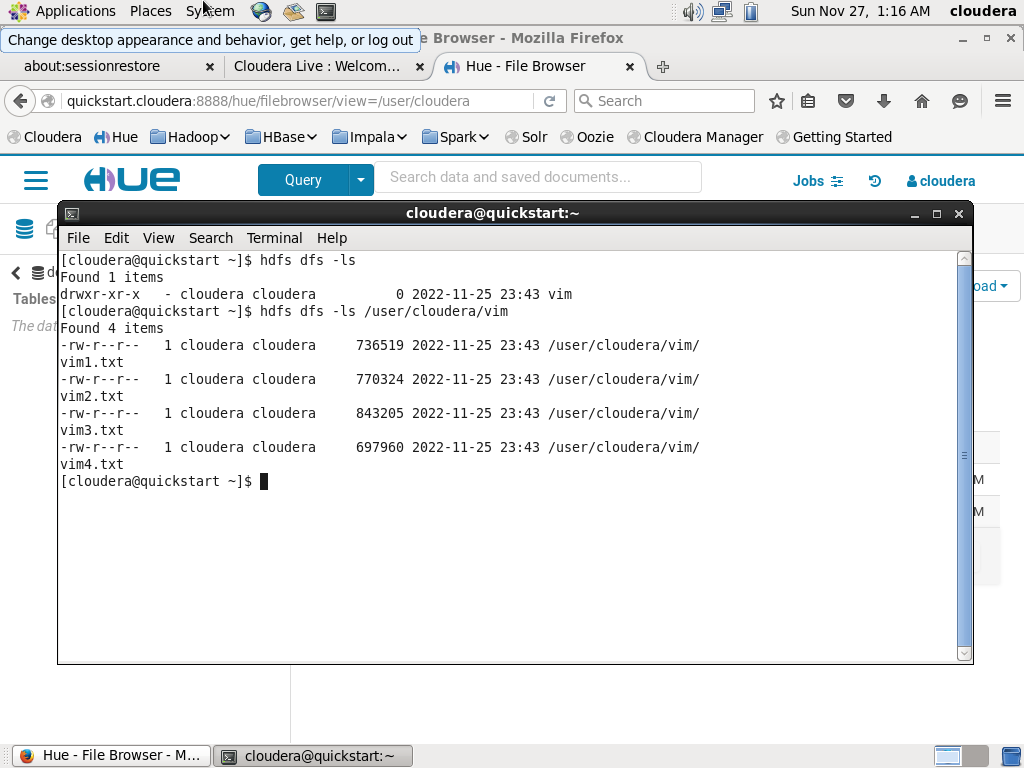 Applications Places System Sun Nov 27, 1:16 AM cloudera
Change desktop appearance and behavior, get help, or log out
e Browser - Mozilla Firefox
about:sessionrestore Cloudera Live : Welcom... Hue - File Browser
quickstart.cloudera:8888/hue/filebrowser/view=/user/cloudera Search
Cloudera Hue Hadoop HBase Impala Spark Solr Oozie Cloudera Manager Getting Started
HUE Query Search data and saved documents... Jobs cloudera
cloudera@quickstart:~
File Edit View Search Terminal Help
[cloudera@quickstart ~]$ hdfs dfs -ls
Found 1 items
drwxr-xr-x   - cloudera cloudera          0 2022-11-25 23:43 vim
[cloudera@quickstart ~]$ hdfs dfs -ls /user/cloudera/vim
Found 4 items
-rw-r--r--   1 cloudera cloudera     736519 2022-11-25 23:43 /user/cloudera/vim/
vim1.txt
-rw-r--r--   1 cloudera cloudera     770324 2022-11-25 23:43 /user/cloudera/vim/
vim2.txt
-rw-r--r--   1 cloudera cloudera     843205 2022-11-25 23:43 /user/cloudera/vim/
vim3.txt
-rw-r--r--   1 cloudera cloudera     697960 2022-11-25 23:43 /user/cloudera/vim/
vim4.txt
[cloudera@quickstart ~]$
de
oad
Tables
The dat
M
M
Hue - File Browser - M... cloudera@quickstart:~